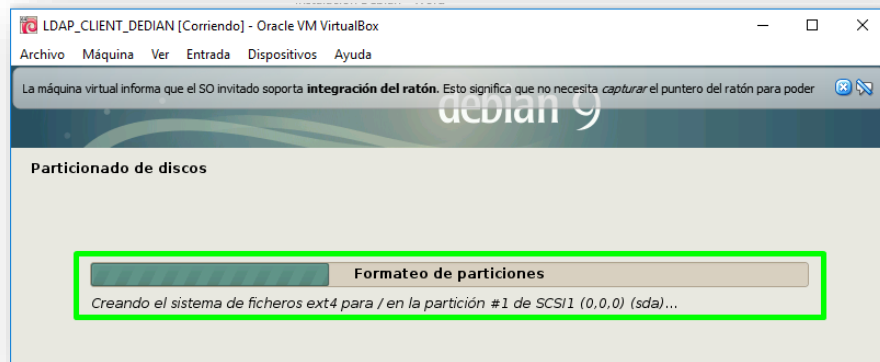 LDAP_CLIENT_DEDIAN [Corriendo] - Oracle VM VirtualBox
Archivo Máquina Ver Entrada Dispositivos Ayuda
La máquina virtual informa que el SO invitado soporta integración del ratón. Esto significa que no necesita capturar el puntero del ratón para poder
debian 9
Particionado de discos
Formateo de particiones
Creando el sistema de ficheros ext4 para / en la partición #1 de SCSI1 (0,0,0) (sda)...